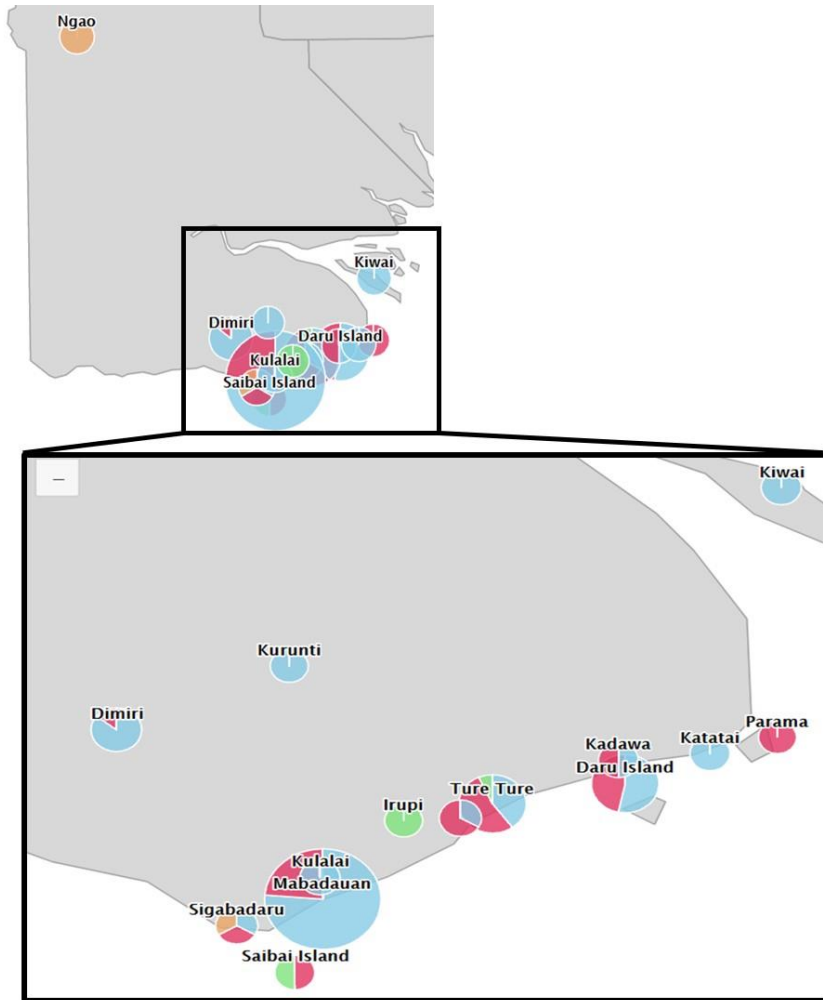 Ngao
Kiwai
Dimiri
Daru Island
Kulalai
Saibai Island
–
Kiwai
Kurunti
Dimiri
Parama
Kadawa
Katatai
Daru Island
Ture Ture
Irupi
Kulalai
Mabadauan
Sigabadaru
Saibai Island